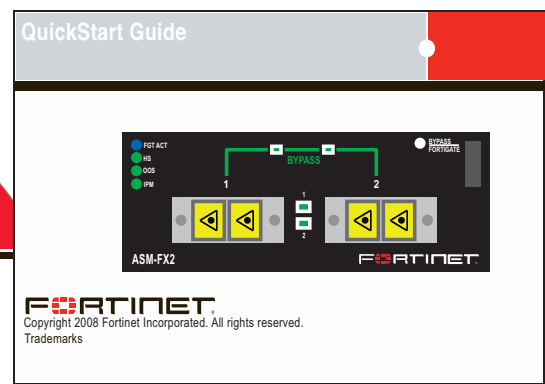 QuickStart Guide
FGT ACT
HS
OOS
IPM
BYPASS
BYPASS
FORTIGATE
1
2
1
2
ASM-FX2
FORTINET
FORTINET
Copyright 2008 Fortinet Incorporated. All rights reserved.
Trademarks